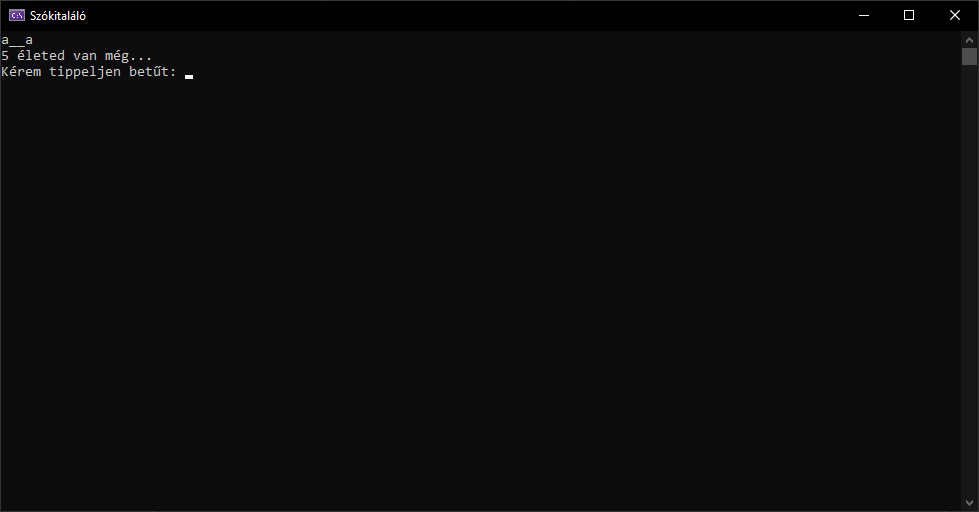 Szókitaláló
a__a
5 életed van még...
Kérem tippeljen betűt: